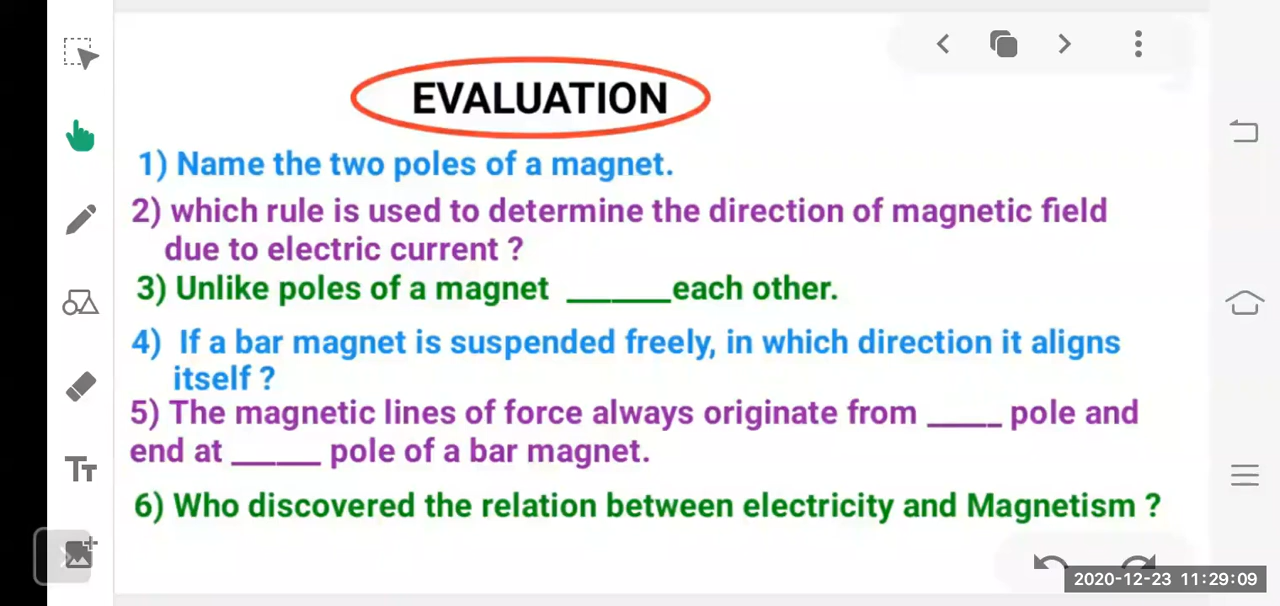 EVALUATION
1) Name the two poles of a magnet.
2) which rule is used to determine the direction of magnetic field
due to electric current ?
3) Unlike poles of a magnet ______each other.
4) If a bar magnet is suspended freely, in which direction it aligns
itself ?
5) The magnetic lines of force always originate from _____ pole and
end at ______ pole of a bar magnet.
6) Who discovered the relation between electricity and Magnetism ?
TT
2020-12-23 11:29:09